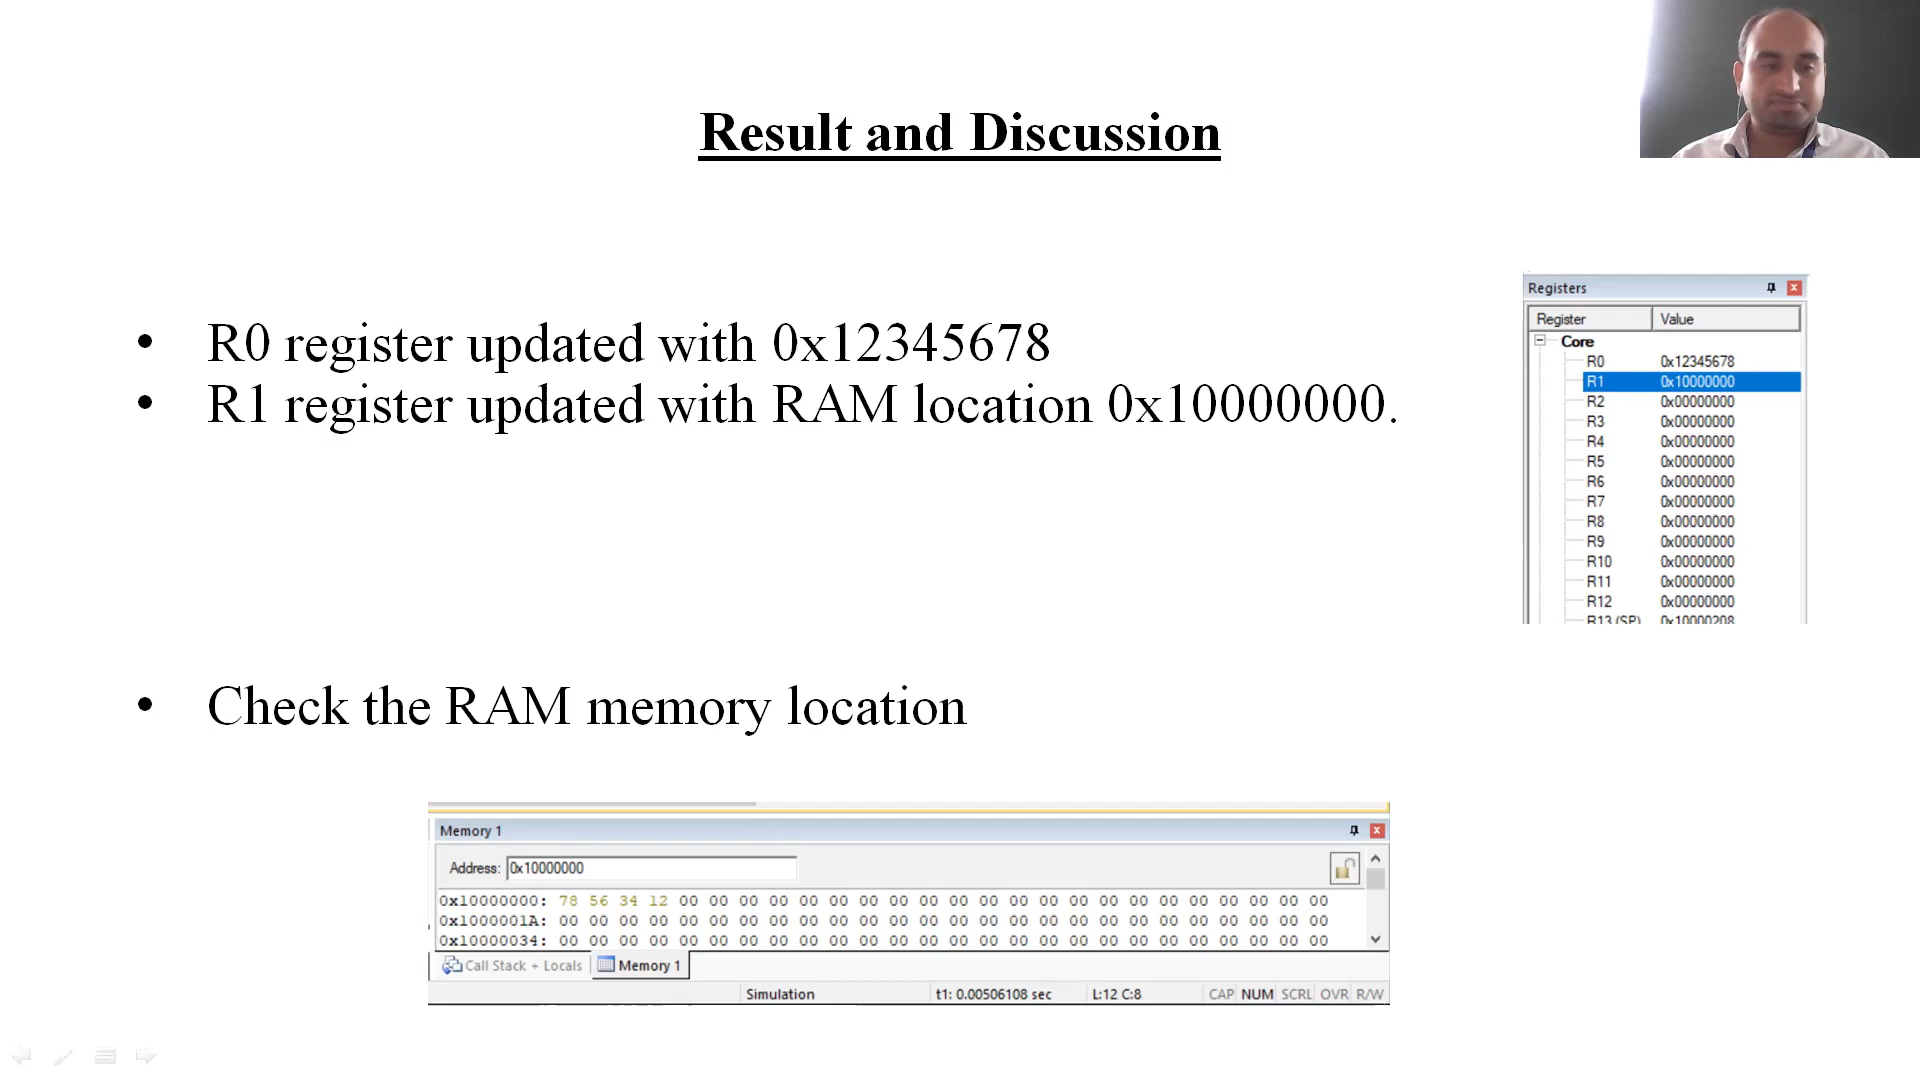 Result and Discussion
• R0 register updated with 0x12345678
• R1 register updated with RAM location 0x10000000.
Registers
Register Value
Core
R0 0x12345678
R1 0x10000000
R2 0x00000000
R3 0x00000000
R4 0x00000000
R5 0x00000000
R6 0x00000000
R7 0x00000000
R8 0x00000000
R9 0x00000000
R10 0x00000000
R11 0x00000000
R12 0x00000000
R13 (SP) 0x10000208
• Check the RAM memory location
Memory 1
Address: 0x10000000
0x10000000: 78 56 34 12 00 00 00 00 00 00 00 00 00 00 00 00 00 00 00 00 00 00 00 00 00 00
0x1000001A: 00 00 00 00 00 00 00 00 00 00 00 00 00 00 00 00 00 00 00 00 00 00 00 00 00 00
0x10000034: 00 00 00 00 00 00 00 00 00 00 00 00 00 00 00 00 00 00 00 00 00 00 00 00 00 00
Call Stack + Locals Memory 1
Simulation t1: 0.00506108 sec L:12 C:8 CAP NUM SCRL OVR R/W